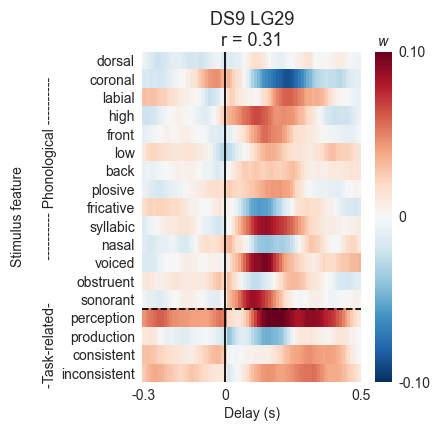 DS9 LG29
r = 0.31
w
dorsal
coronal
labial
high
front
low
back
plosive
fricative
syllabic
nasal
voiced
obstruent
sonorant
perception
production
consistent
inconsistent
Stimulus feature
-Task-related- ----------- Phonological ----------
0.10
0
-0.10
-0.3 0 0.5
Delay (s)